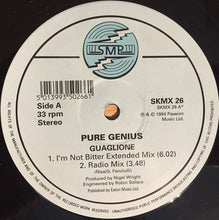 SMP
Side A
33 rpm
Stereo
5 013993 502661
SKMX 26
SKMX 26 A*
℗ & © 1994 Passion
Music Ltd.
PURE GENIUS
GUAGLIONE
1. I'm Not Bitter Extended Mix (6.02)
2. Radio Mix (3.48)
(Nisa/G. Fanciulli)
Produced by Nigel Wright
Engineered by Robin Sellars
Published by Eaton Music Ltd.